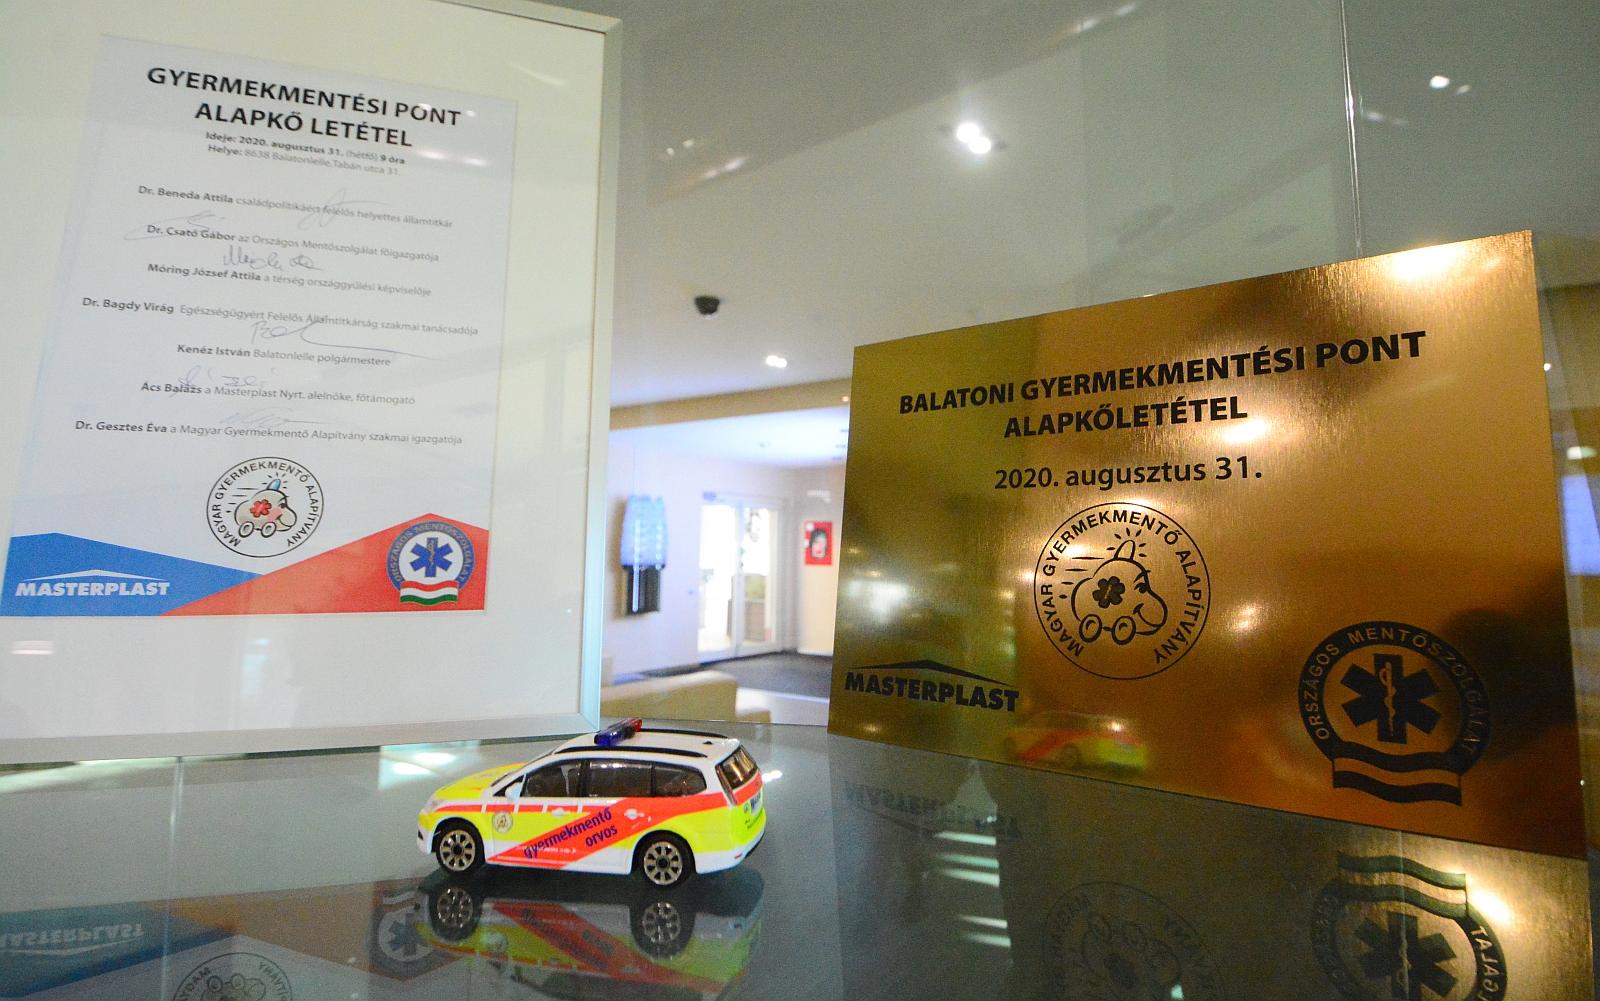 GYERMEKMENTÉSI PONT
ALAPKŐ LETÉTEL
Ideje: 2020. augusztus 31. (hétfő) 9 óra
Helye: 8638 Balatonlelle, Tabán utca 31.
Dr. Beneda Attila családpolitikáért felelős helyettes államtitkár
Dr. Csató Gábor az Országos Mentőszolgálat főigazgatója
Móring József Attila a térség országgyűlési képviselője
Dr. Bagdy Virág Egészségügyért Felelős Államtitkárság szakmai tanácsadója
Kenéz István Balatonlelle polgármestere
Ács Balázs a Masterplast Nyrt. alelnöke, főtámogató
Dr. Gesztes Éva a Magyar Gyermekmentő Alapítvány szakmai igazgatója
MAGYAR GYERMEKMENTŐ ALAPÍTVÁNY
MASTERPLAST
ORSZÁGOS MENTŐSZOLGÁLAT
gyermekmentő
orvos
BALATONI GYERMEKMENTÉSI PONT
ALAPKŐLETÉTEL
2020. augusztus 31.
MAGYAR GYERMEKMENTŐ ALAPÍTVÁNY
MASTERPLAST
ORSZÁGOS MENTŐSZOLGÁLAT